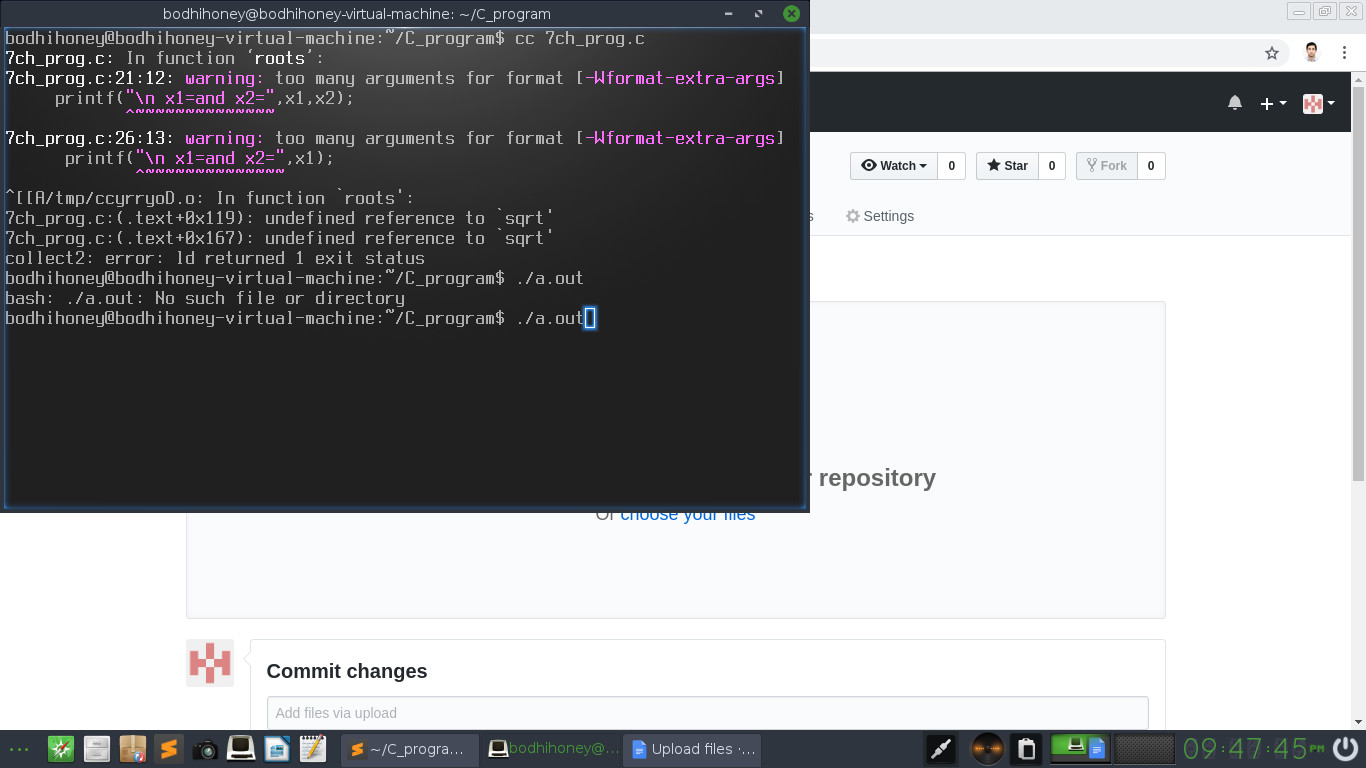 bodhihoney@bodhihoney-virtual-machine: ~/C_program
bodhihoney@bodhihoney-virtual-machine:~/C_program$ cc 7ch_prog.c
7ch_prog.c: In function ‘roots’:
7ch_prog.c:21:12: warning: too many arguments for format [-Wformat-extra-args]
printf("\n x1=and x2=",x1,x2);
^~~~~~~~~~~~~~~
7ch_prog.c:26:13: warning: too many arguments for format [-Wformat-extra-args]
printf("\n x1=and x2=",x1);
^~~~~~~~~~~~~~~
^[[A/tmp/ccyrryoD.o: In function `roots':
7ch_prog.c:(.text+0x119): undefined reference to `sqrt'
7ch_prog.c:(.text+0x167): undefined reference to `sqrt'
collect2: error: ld returned 1 exit status
bodhihoney@bodhihoney-virtual-machine:~/C_program$ ./a.out
bash: ./a.out: No such file or directory
bodhihoney@bodhihoney-virtual-machine:~/C_program$ ./a.out
Watch 0 Star 0 Fork 0
Settings
repository
Or choose your files
Commit changes
Add files via upload
~/C_progra... bodhihoney@... Upload files ·... 09:47:45PM